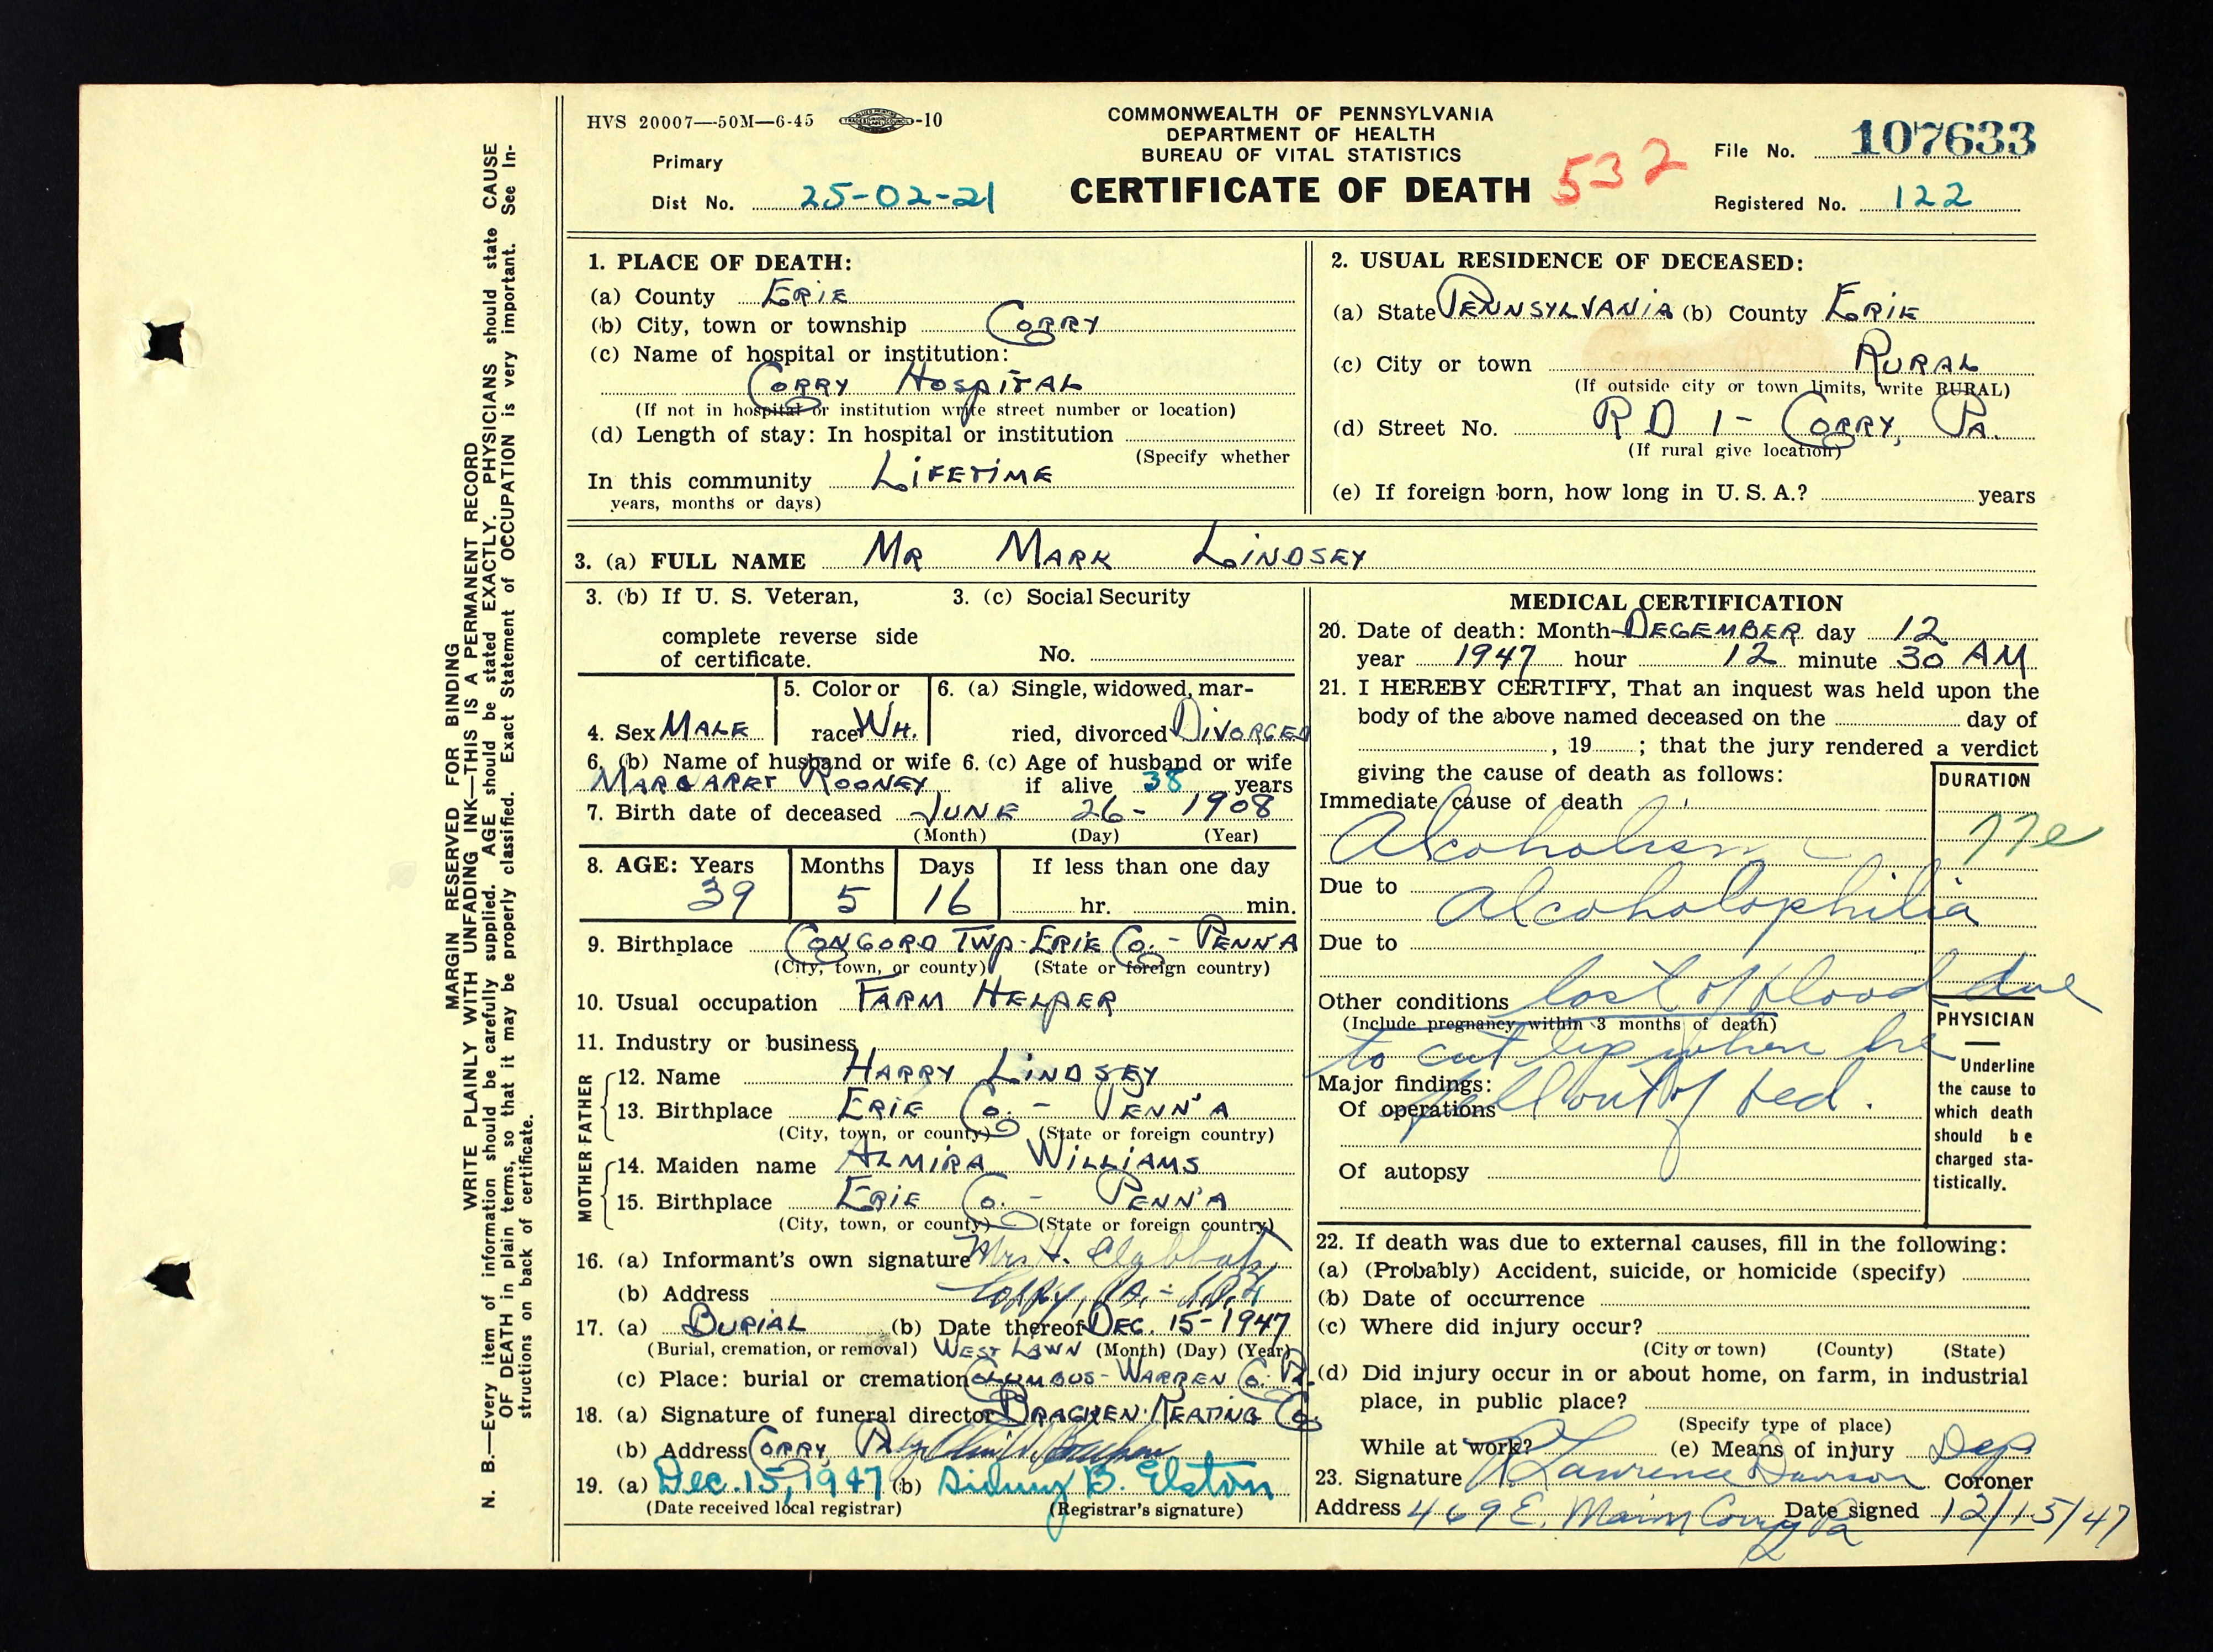 HVS 20007—50M—6-45 -10
COMMONWEALTH OF PENNSYLVANIA
DEPARTMENT OF HEALTH
BUREAU OF VITAL STATISTICS
CERTIFICATE OF DEATH
532
Primary
Dist No. 25-02-21
File No. 107633
Registered No. 122
MARGIN RESERVED FOR BINDING
WRITE PLAINLY WITH UNFADING INK—THIS IS A PERMANENT RECORD
N. B.—Every item of information should be carefully supplied. AGE should be stated EXACTLY. PHYSICIANS should state CAUSE
OF DEATH in plain terms, so that it may be properly classified. Exact Statement of OCCUPATION is very important. See In-
structions on back of certificate.
1. PLACE OF DEATH:
(a) County ERIE
(b) City, town or township CORRY
(c) Name of hospital or institution:
CORRY HOSPITAL
(If not in hospital or institution write street number or location)
(d) Length of stay: In hospital or institution
(Specify whether
In this community LIFETIME
years, months or days)
2. USUAL RESIDENCE OF DECEASED:
(a) State PENNSYLVANIA (b) County ERIE
(c) City or town RURAL
(If outside city or town limits, write RURAL)
(d) Street No. R D 1 - CORRY, PA.
(If rural give location)
(e) If foreign born, how long in U. S. A.? years
3. (a) FULL NAME MR MARK LINDSEY
3. (b) If U. S. Veteran,
complete reverse side
of certificate.
3. (c) Social Security
No.
4. Sex MALE
5. Color or
race WH.
6. (a) Single, widowed, mar-
ried, divorced DIVORCED
6. (b) Name of husband or wife 6. (c) Age of husband or wife
MARGARET ROONEY if alive 38 years
7. Birth date of deceased JUNE 26 - 1908
(Month) (Day) (Year)
8. AGE: Years Months Days If less than one day
39 5 16 hr. min.
9. Birthplace CONCORD TWP - ERIE CO. - PENN'A
(City, town, or county) (State or foreign country)
10. Usual occupation FARM HELPER
11. Industry or business
FATHER
12. Name HARRY LINDSEY
13. Birthplace ERIE CO. - PENN'A
(City, town, or county) (State or foreign country)
MOTHER
14. Maiden name ALMIRA WILLIAMS
15. Birthplace ERIE CO. - PENN'A
(City, town, or county) (State or foreign country)
16. (a) Informant's own signature Mrs.
(b) Address CORRY, PA. -
17. (a) BURIAL (b) Date thereof DEC. 15-1947
(Burial, cremation, or removal) WEST LAWN (Month) (Day) (Year)
(c) Place: burial or cremation COLUMBUS - WARREN CO. PA.
18. (a) Signature of funeral director BRACKEN-KEATING CO.
(b) Address CORRY, PA
19. (a) Dec. 15, 1947 (b) Sidney B. Elston
(Date received local registrar) (Registrar's signature)
MEDICAL CERTIFICATION
20. Date of death: Month DECEMBER day 12
year 1947 hour 12 minute 30 AM
21. I HEREBY CERTIFY, That an inquest was held upon the
body of the above named deceased on the day of
, 19 ; that the jury rendered a verdict
giving the cause of death as follows:
DURATION
Immediate cause of death
Alcoholism
77e
Due to
Alcoholophilia
Due to
Other conditions lost of blood due
(Include pregnancy within 3 months of death)
to cut lip when he
Major findings:
Of operations fell out of bed.
Of autopsy
PHYSICIAN
Underline
the cause to
which death
should be
charged sta-
tistically.
22. If death was due to external causes, fill in the following:
(a) (Probably) Accident, suicide, or homicide (specify)
(b) Date of occurrence
(c) Where did injury occur?
(City or town) (County) (State)
(d) Did injury occur in or about home, on farm, in industrial
place, in public place?
(Specify type of place)
While at work? (e) Means of injury Dep
23. Signature Lawrence Dawson Coroner
Address 469 E. Main Corry Pa Date signed 12/15/47